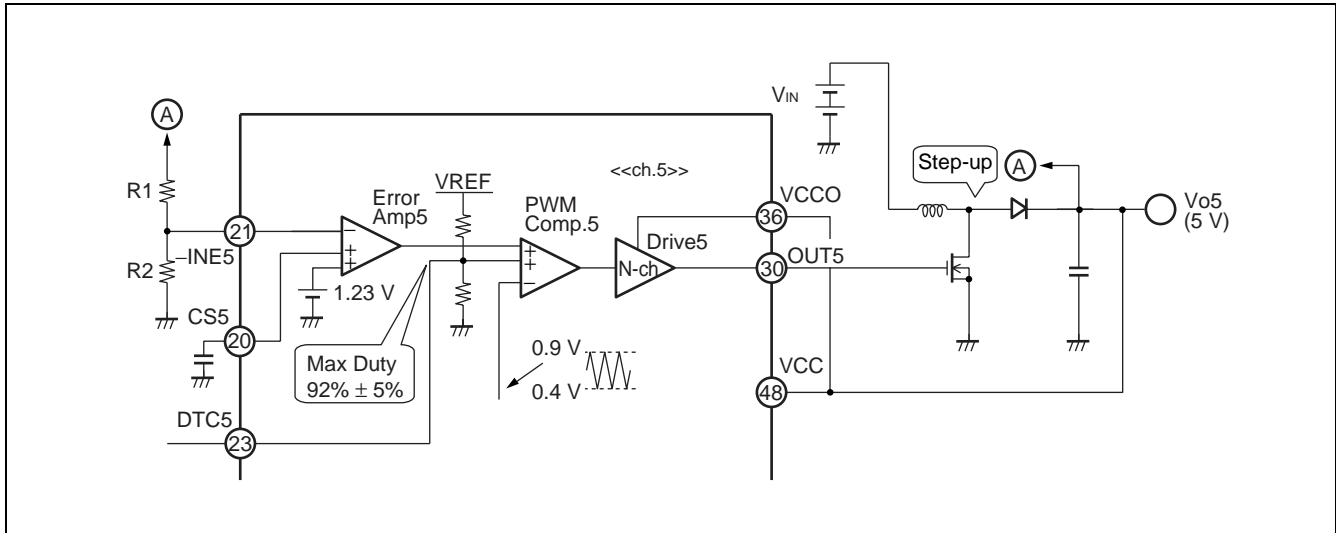 A
R1
R2
21
–INE5
CS5
20
DTC5
23
Error
Amp5
–
+
+
1.23 V
VREF
Max Duty
92% ± 5%
PWM
Comp.5
+
+
–
0.9 V
0.4 V
<<ch.5>>
Drive5
N-ch
VCCO
36
OUT5
30
VCC
48
VIN
Step-up
A
Vo5
(5 V)